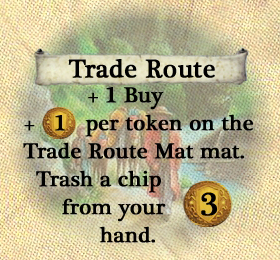 Trade Route
+ 1 Buy
+ 1 per token on the
Trade Route Mat mat.
Trash a chip
from your 3
hand.